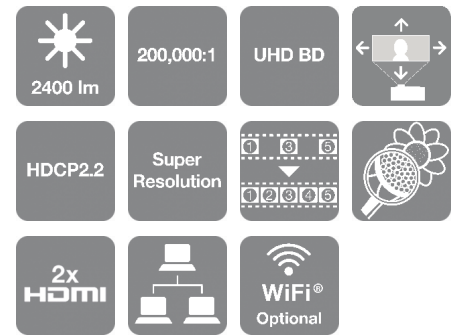 2400 lm
200,000:1
UHD BD
HDCP2.2
Super
Resolution
1 3 5
1 2 3 4 5
2x
HDMI
WiFi®
Optional